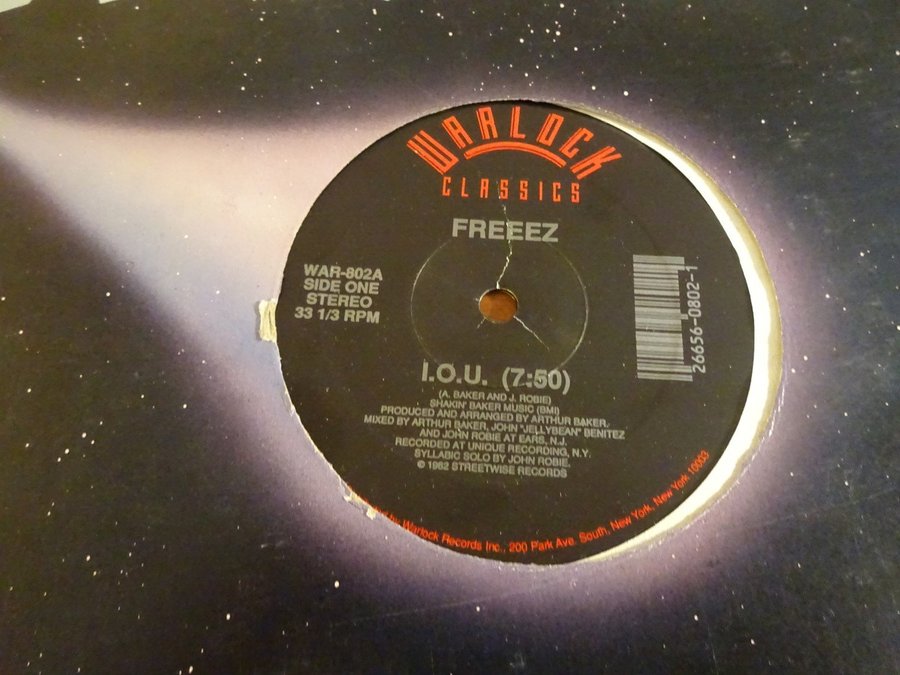 WARLOCK
CLASSICS
FREEEZ
WAR-802A
SIDE ONE
STEREO
33 1/3 RPM
26656-0802-1
I.O.U. (7:50)
(A. BAKER AND J. ROBIE)
SHAKIN' BAKER MUSIC (BMI)
PRODUCED AND ARRANGED BY ARTHUR BAKER.
MIXED BY ARTHUR BAKER, JOHN "JELLYBEAN" BENITEZ
AND JOHN ROBIE AT EARS, N.J.
RECORDED AT UNIQUE RECORDING, N.Y.
SYLLABIC SOLO BY JOHN ROBIE.
© 1982 STREETWISE RECORDS
by Warlock Records Inc., 200 Park Ave. South, New York, New York 10003